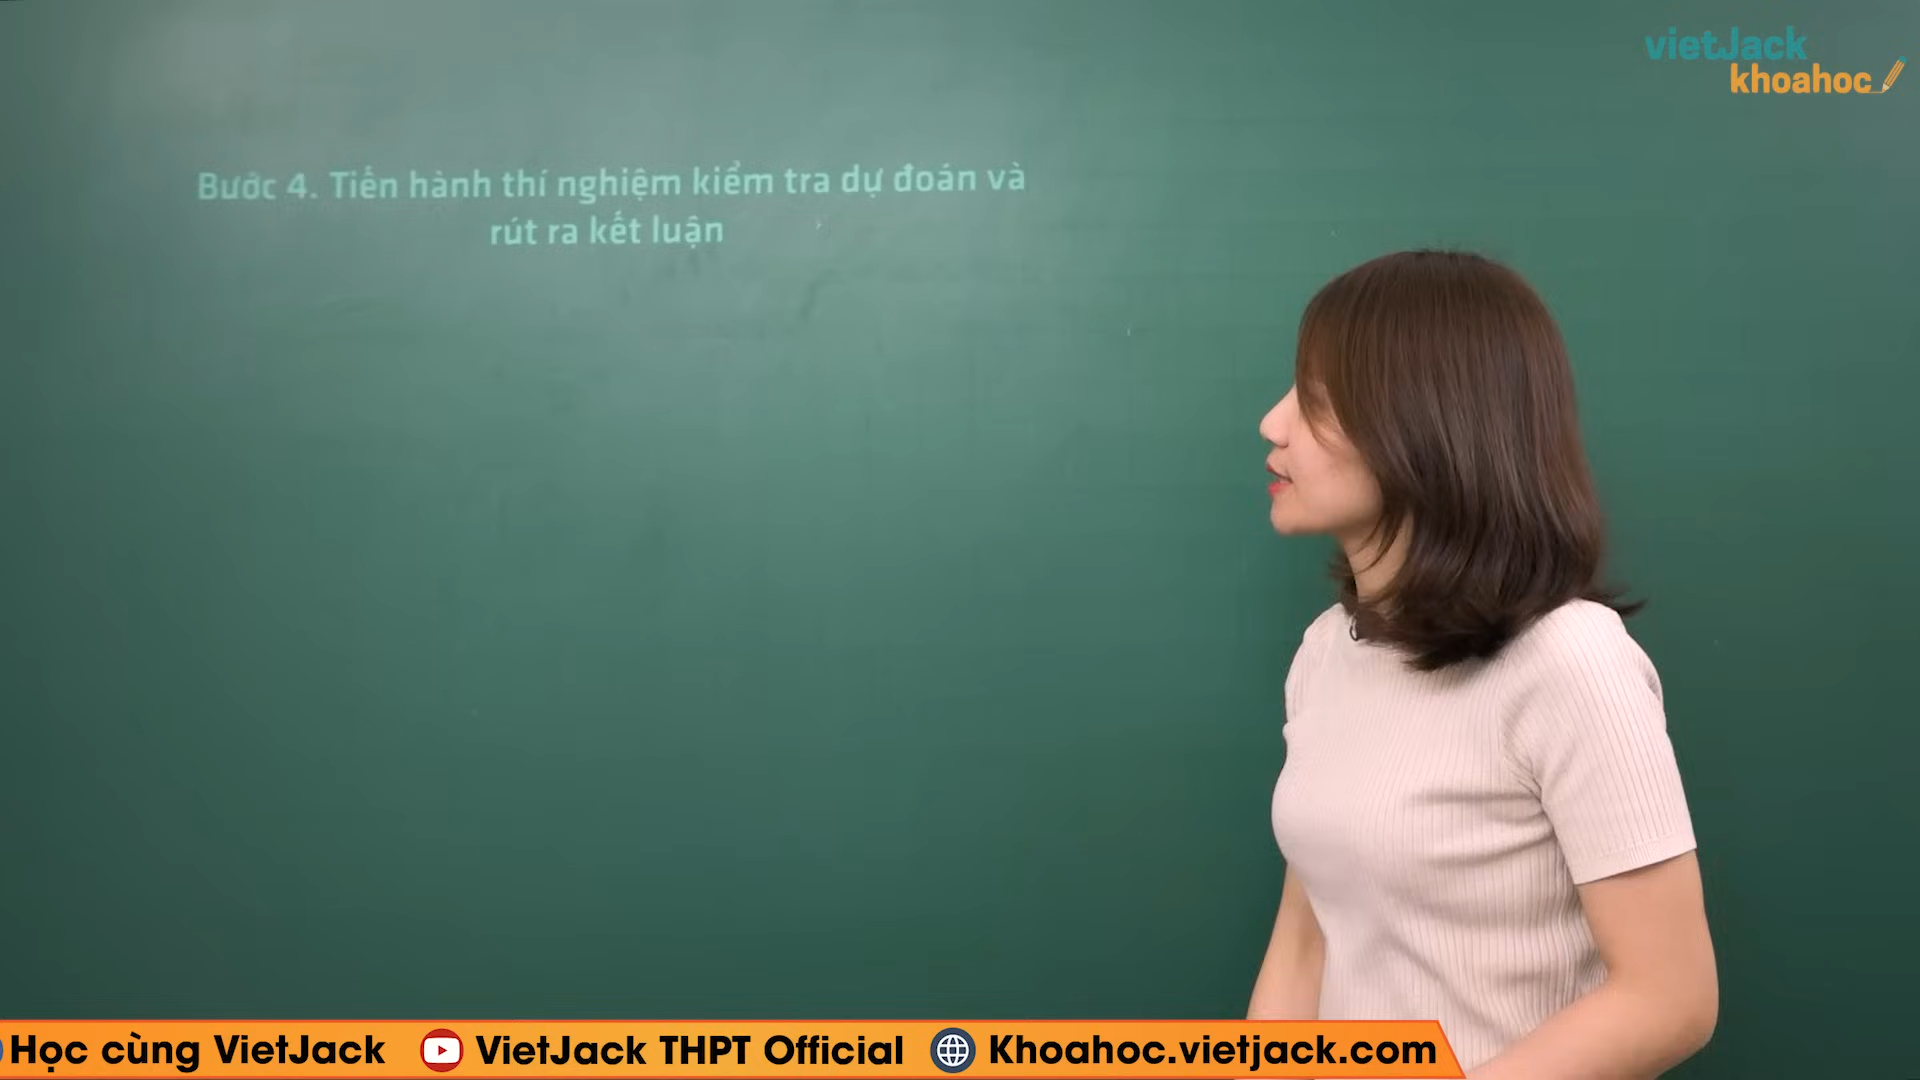 vietJack
khoahoc
Bước 4. Tiến hành thí nghiệm kiểm tra dự đoán và
rút ra kết luận
Học cùng VietJack
VietJack THPT Official
Khoahoc.vietjack.com